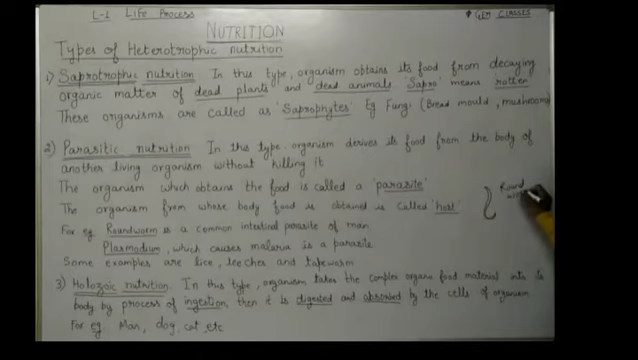 L-1 Life Process
GEM CLASSES
NUTRITION
Types of Heterotrophic nutrition
1) Saprotrophic nutrition In this type, organism obtains its food from decaying
organic matter of dead plants and dead animals 'Sapro' means rotten
These organisms are called as 'Saprophytes' Eg Fungi (Bread mould, mushroom
2) Parasitic nutrition In this type organism derives its food from the body of
another living organism without killing it
The organism which obtains the food is called a 'parasite'
The organism from whose body food is obtained is called 'host'
For eg Roundworm is a common intestinal parasite of man
Plasmodium, which causes malaria is a parasite
Some examples are lice, leeches and tapeworm
Round
3) Holozoic nutrition. In this type, organism takes the complex organic food material into its
body by process of ingestion, then it is digested and absorbed by the cells of organism
For eg Man, dog, cat, etc